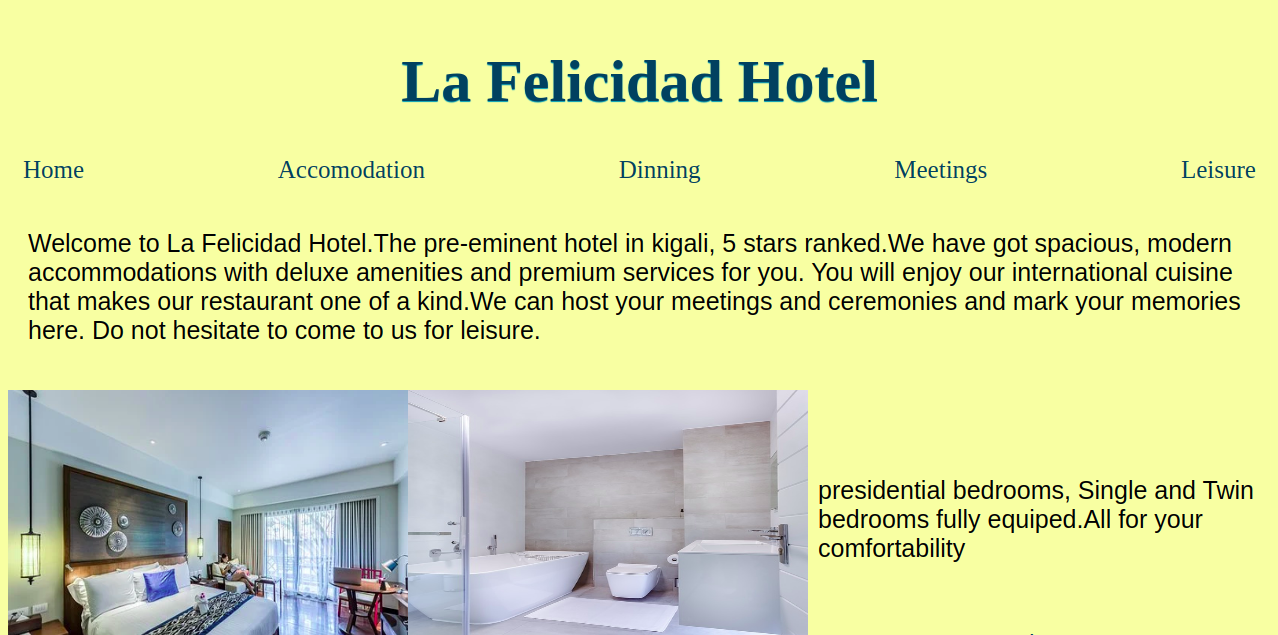 La Felicidad Hotel
Home Accomodation Dinning Meetings Leisure
Welcome to La Felicidad Hotel.The pre-eminent hotel in kigali, 5 stars ranked.We have got spacious, modern
accommodations with deluxe amenities and premium services for you. You will enjoy our international cuisine
that makes our restaurant one of a kind.We can host your meetings and ceremonies and mark your memories
here. Do not hesitate to come to us for leisure.
presidential bedrooms, Single and Twin
bedrooms fully equiped.All for your
comfortability